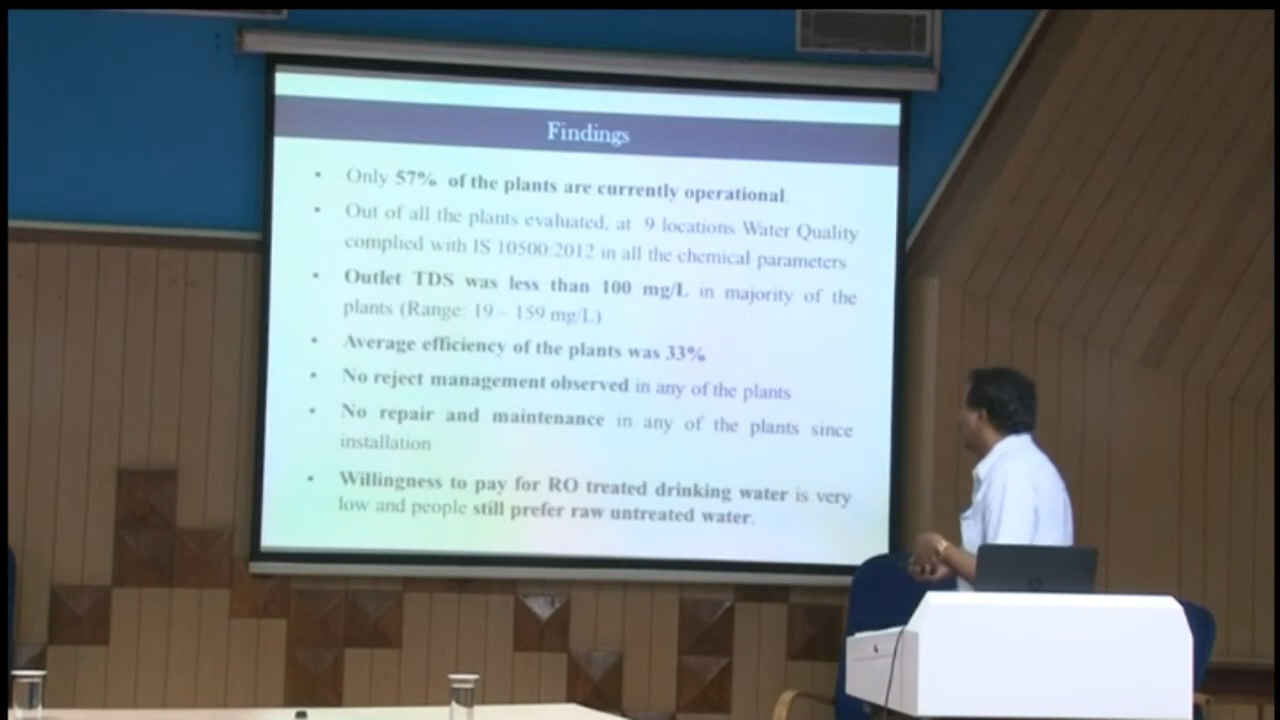 Findings
• Only 57% of the plants are currently operational.
• Out of all the plants evaluated, at 9 locations Water Quality
complied with IS 10500:2012 in all the chemical parameters
• Outlet TDS was less than 100 mg/L in majority of the
plants (Range: 19 – 159 mg/L)
• Average efficiency of the plants was 33%
• No reject management observed in any of the plants
• No repair and maintenance in any of the plants since
installation
• Willingness to pay for RO treated drinking water is very
low and people still prefer raw untreated water.